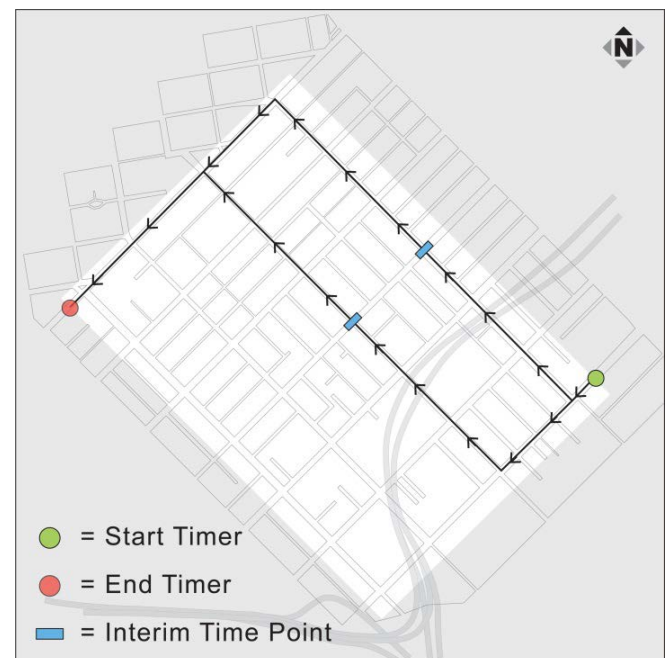 N
= Start Timer
= End Timer
= Interim Time Point